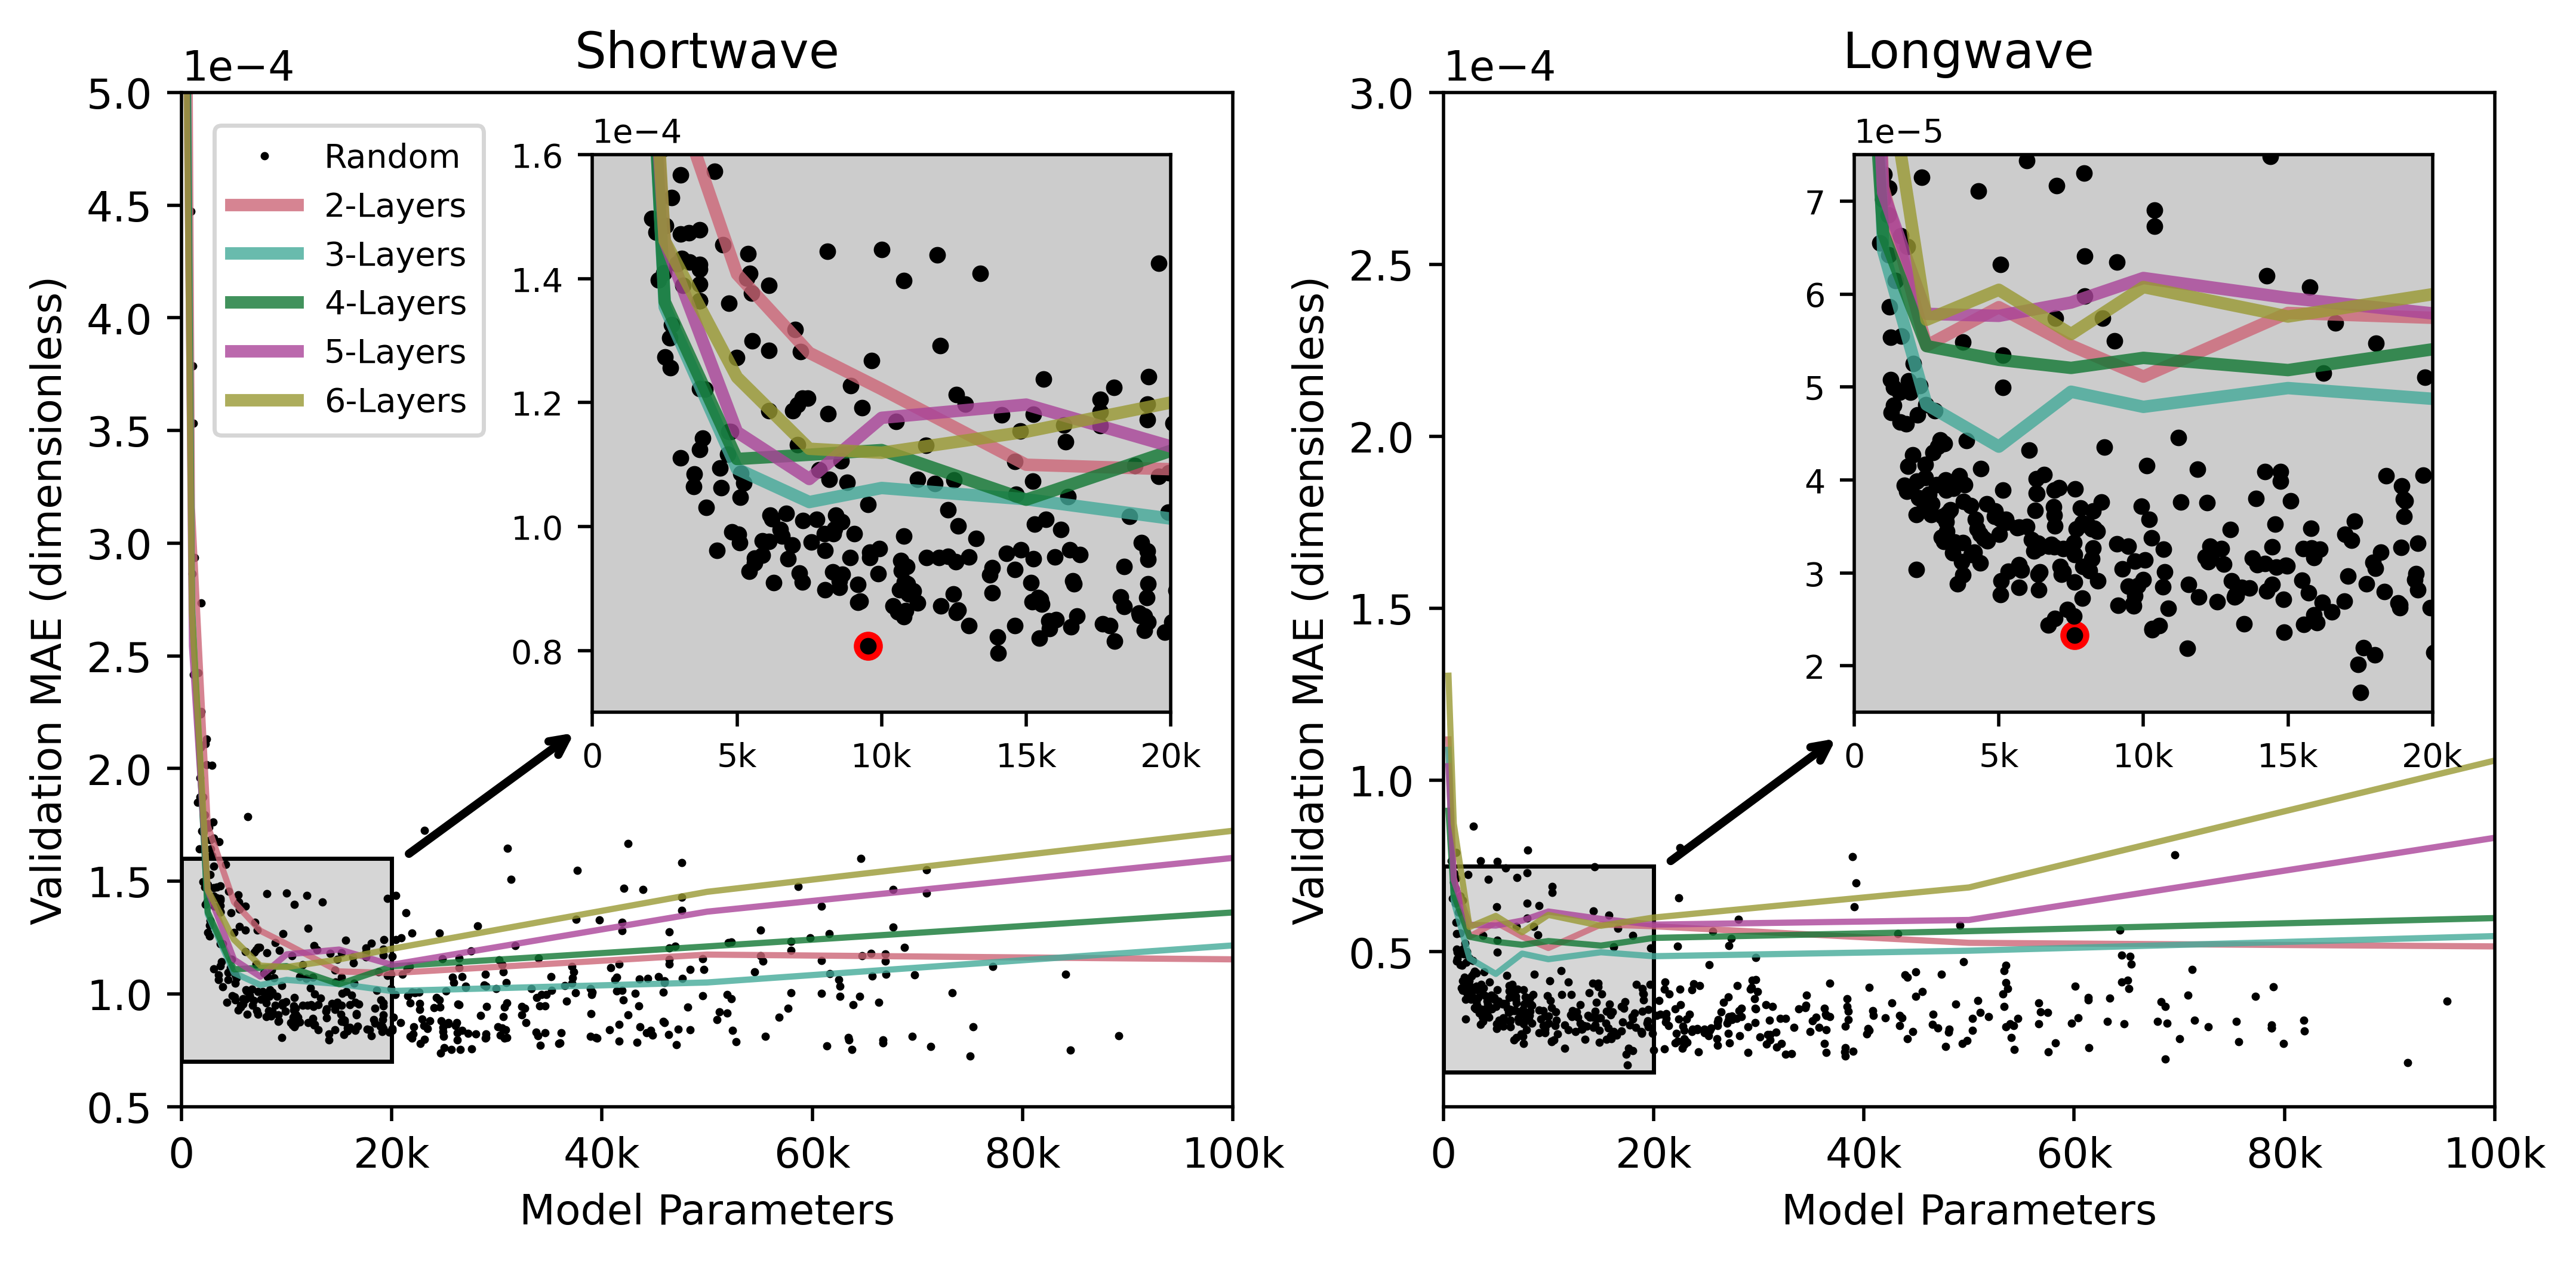 Shortwave
1e−4
5.0
4.5
4.0
3.5
3.0
2.5
2.0
1.5
1.0
0.5
Validation MAE (dimensionless)
Random
2-Layers
3-Layers
4-Layers
5-Layers
6-Layers
1e−4
1.6
1.4
1.2
1.0
0.8
0 5k 10k 15k 20k
0 20k 40k 60k 80k 100k
Model Parameters
Longwave
1e−4
3.0
2.5
2.0
1.5
1.0
0.5
Validation MAE (dimensionless)
1e−5
7
6
5
4
3
2
0 5k 10k 15k 20k
0 20k 40k 60k 80k 100k
Model Parameters